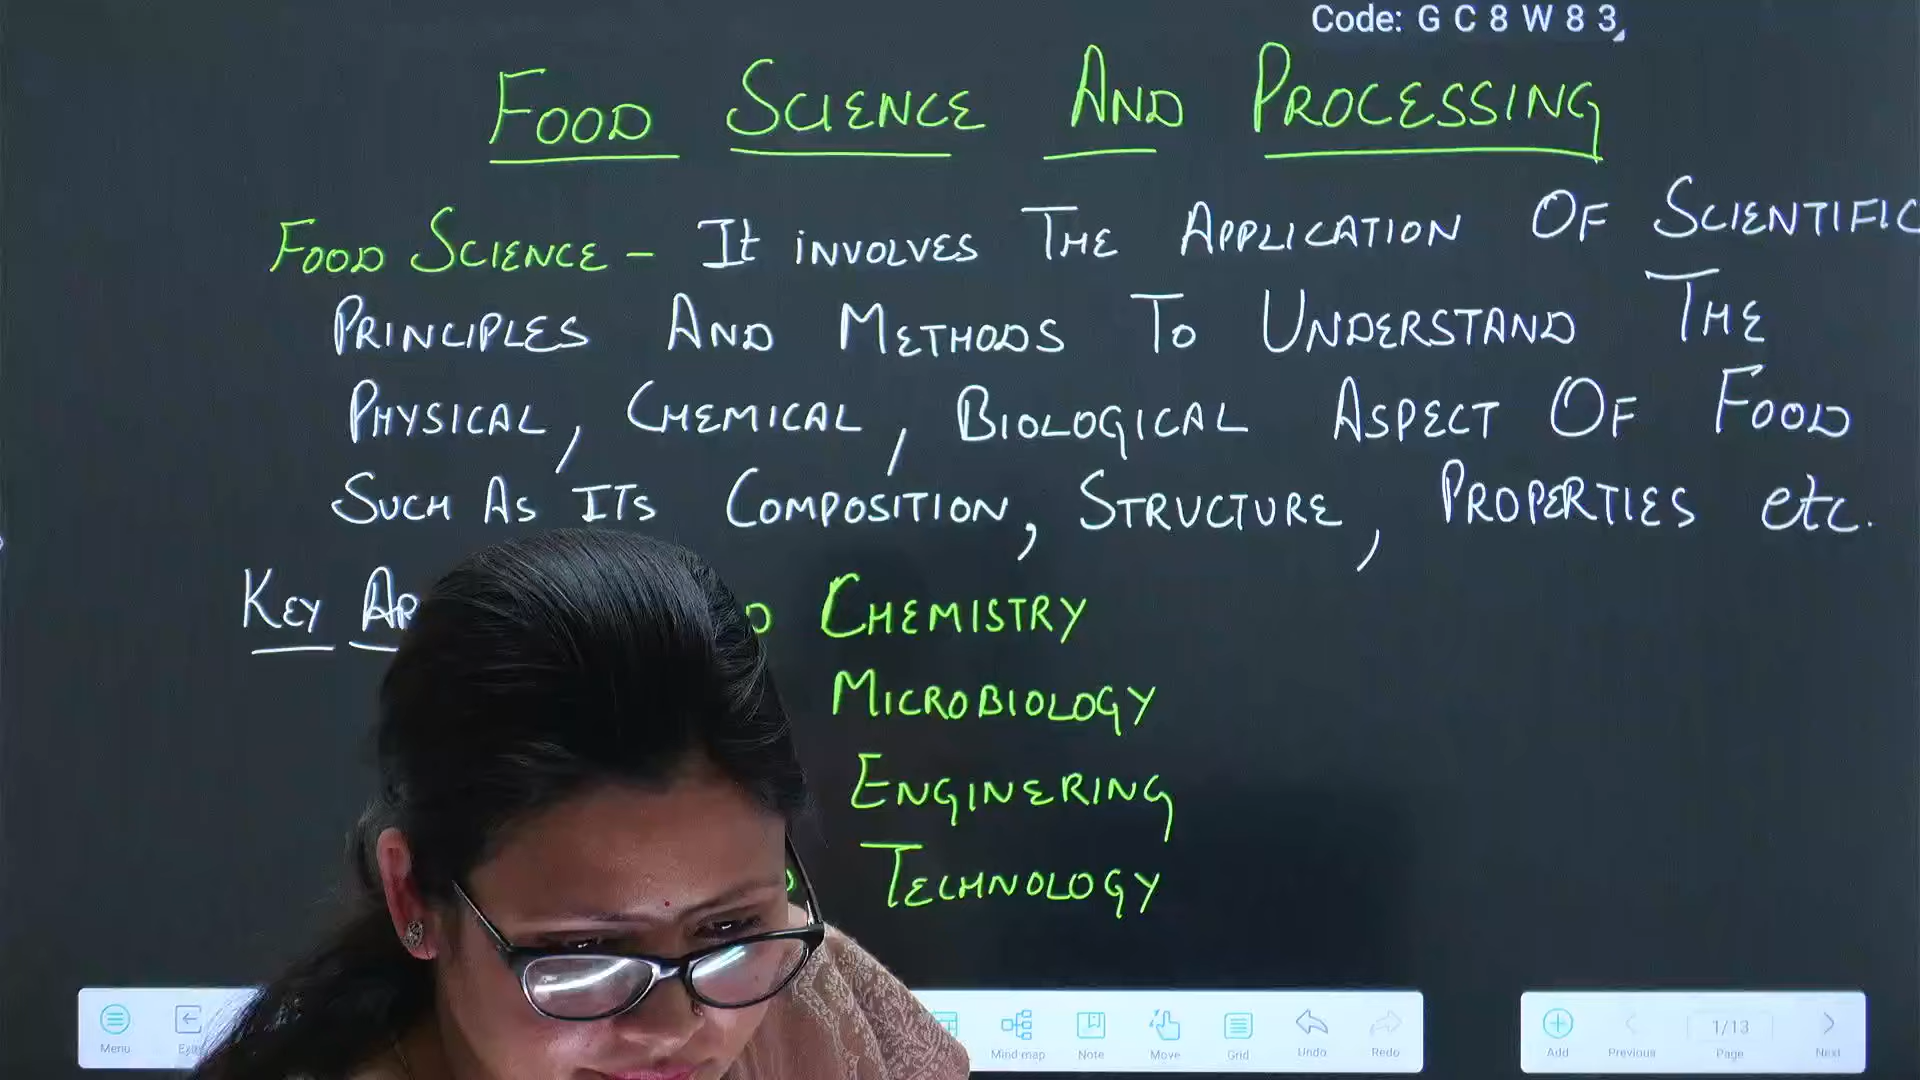 Code: G C 8 W 8 3
FOOD SCIENCE AND PROCESSING
FOOD SCIENCE - It INVOLVES THE APPLICATION OF SCIENTIFIC
PRINCIPLES AND METHODS TO UNDERSTAND THE
PHYSICAL, CHEMICAL, BIOLOGICAL ASPECT OF FOOD
SUCH AS ITS COMPOSITION, STRUCTURE, PROPERTIES etc.
KEY CHEMISTRY
MICROBIOLOGY
ENGINERING
TECHNOLOGY
Menu Mind map Note Move Grid Undo Redo Add Previous 1/13 Page Next